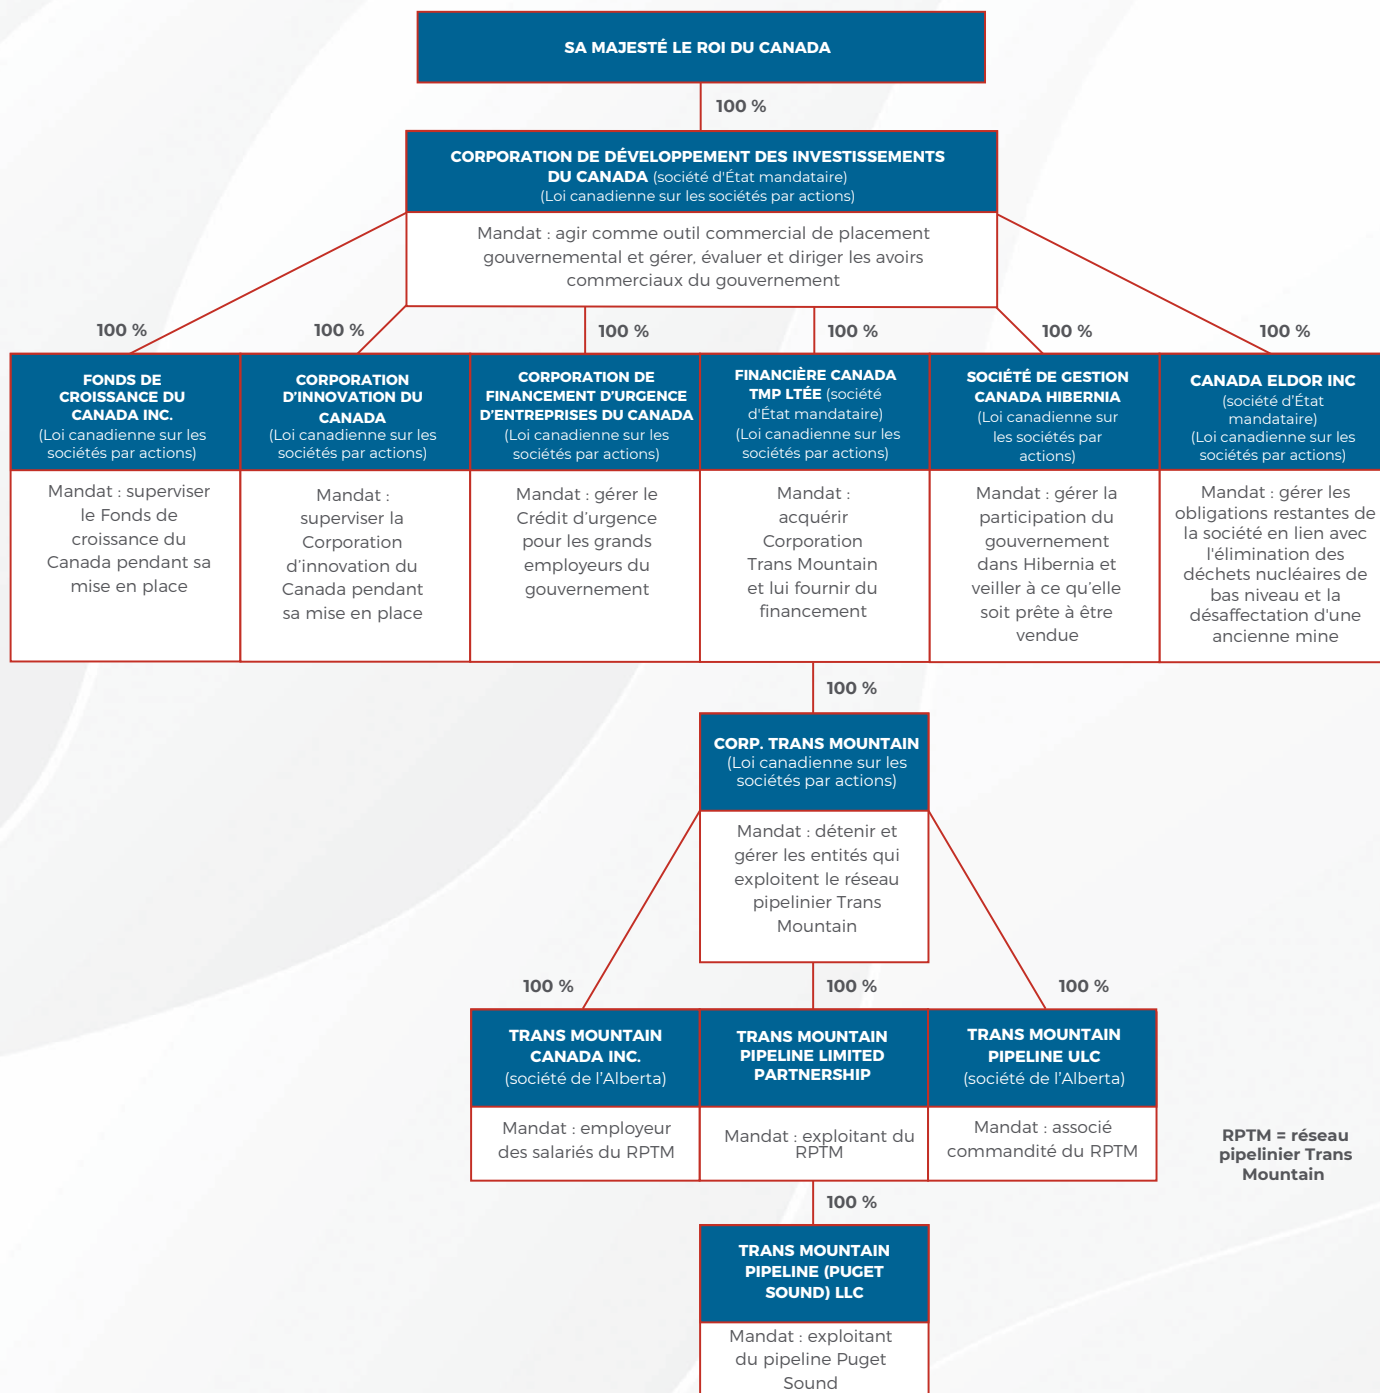 SA MAJESTÉ LE ROI DU CANADA
100 %
CORPORATION DE DÉVELOPPEMENT DES INVESTISSEMENTS
DU CANADA (société d'État mandataire)
(Loi canadienne sur les sociétés par actions)
Mandat : agir comme outil commercial de placement
gouvernemental et gérer, évaluer et diriger les avoirs
commerciaux du gouvernement
100 %
100 %
100 %
100 %
100 %
100 %
FONDS DE
CROISSANCE DU
CANADA INC.
(Loi canadienne sur les
sociétés par actions)
Mandat : superviser
le Fonds de
croissance du
Canada pendant sa
mise en place
CORPORATION
D’INNOVATION DU
CANADA
(Loi canadienne sur les
sociétés par actions)
Mandat :
superviser la
Corporation
d’innovation du
Canada pendant
sa mise en place
CORPORATION DE
FINANCEMENT D’URGENCE
D’ENTREPRISES DU CANADA
(Loi canadienne sur les
sociétés par actions)
Mandat : gérer le
Crédit d’urgence
pour les grands
employeurs du
gouvernement
FINANCIÈRE CANADA
TMP LTÉE (société
d'État mandataire)
(Loi canadienne sur les
sociétés par actions)
Mandat :
acquérir
Corporation
Trans Mountain
et lui fournir du
financement
SOCIÉTÉ DE GESTION
CANADA HIBERNIA
(Loi canadienne sur
les sociétés par
actions)
Mandat : gérer la
participation du
gouvernement
dans Hibernia et
veiller à ce qu’elle
soit prête à être
vendue
CANADA ELDOR INC
(société d’État
mandataire)
(Loi canadienne sur les
sociétés par actions)
Mandat : gérer les
obligations restantes de
la société en lien avec
l'élimination des
déchets nucléaires de
bas niveau et la
désaffectation d'une
ancienne mine
100 %
CORP. TRANS MOUNTAIN
(Loi canadienne sur les
sociétés par actions)
Mandat : détenir et
gérer les entités qui
exploitent le réseau
pipelinier Trans
Mountain
100 %
100 %
100 %
TRANS MOUNTAIN
CANADA INC.
(société de l’Alberta)
Mandat : employeur
des salariés du RPTM
TRANS MOUNTAIN
PIPELINE LIMITED
PARTNERSHIP
Mandat : exploitant du
RPTM
TRANS MOUNTAIN
PIPELINE ULC
(société de l’Alberta)
Mandat : associé
commandité du RPTM
RPTM = réseau
pipelinier Trans
Mountain
100 %
TRANS MOUNTAIN
PIPELINE (PUGET
SOUND) LLC
Mandat : exploitant
du pipeline Puget
Sound